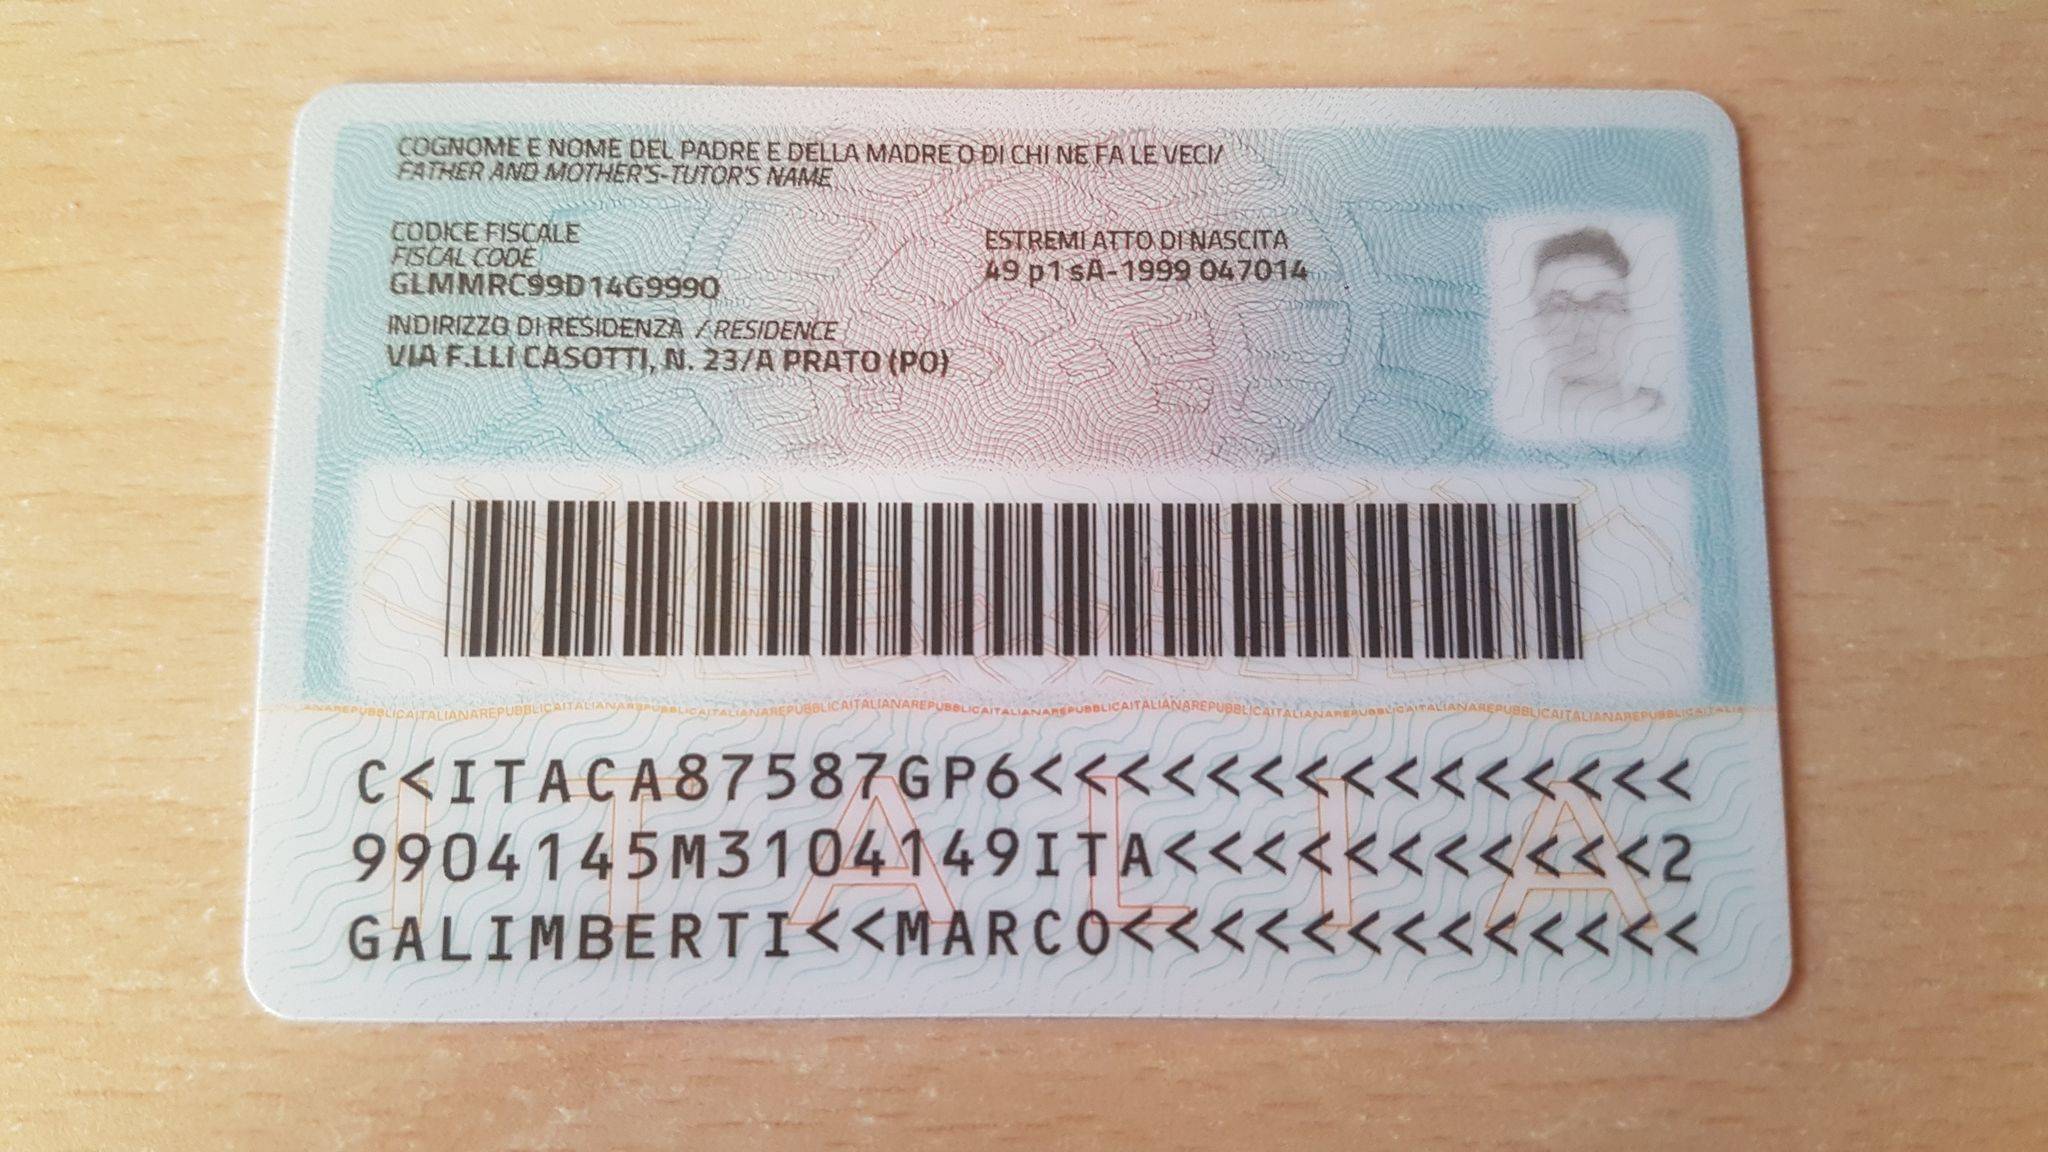 COGNOME E NOME DEL PADRE E DELLA MADRE O DI CHI NE FA LE VECI/
FATHER AND MOTHER'S-TUTOR'S NAME
CODICE FISCALE
FISCAL CODE
GLMMRC99D14G999O
ESTREMI ATTO DI NASCITA
49 p1 sA-1999 047014
INDIRIZZO DI RESIDENZA / RESIDENCE
VIA F.LLI CASOTTI, N. 23/A PRATO (PO)
ANAREPUBBLICAITALIANAREPUBBLICAITALIANAREPUBBLICAITALIANAREPUBBLICAITALIANAREPUBBLICAITALIANAREPUBBLICAITALIANAREPUBBLICAITALIANAREPUBBLICAITALIA
C<ITACA87587GP6<<<<<<<<<<<<<<<
9904145M3104149ITA<<<<<<<<<<<2
GALIMBERTI<<MARCO<<<<<<<<<<<<<
ITALIA